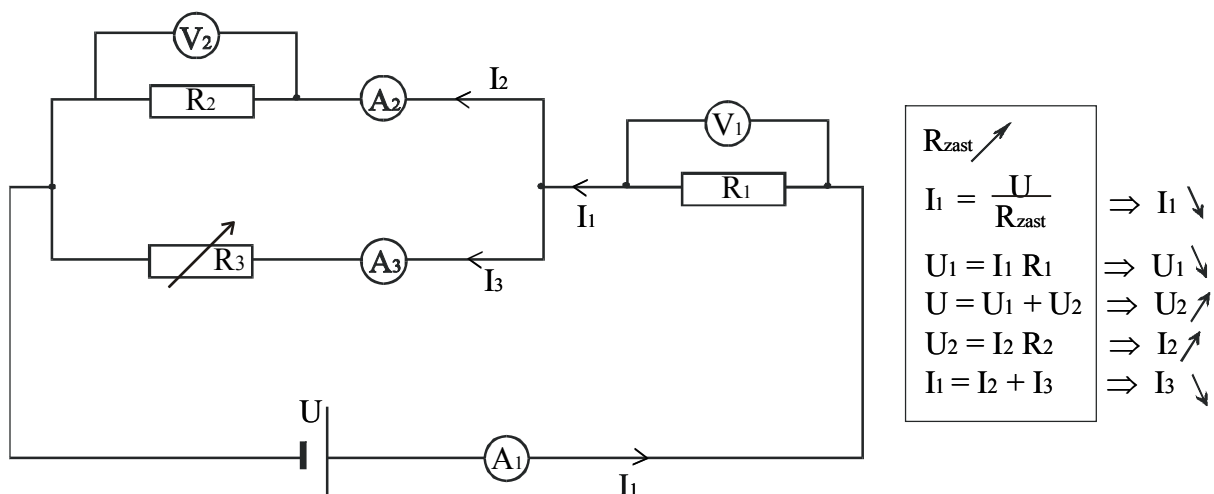 V2
R2
A2
I2
V1
R1
I1
R3
A3
I3
U
A1
I1
Rzast ↗
I1 = U / Rzast ⇒ I1 ↘
U1 = I1 R1 ⇒ U1 ↘
U = U1 + U2 ⇒ U2 ↗
U2 = I2 R2 ⇒ I2 ↗
I1 = I2 + I3 ⇒ I3 ↘